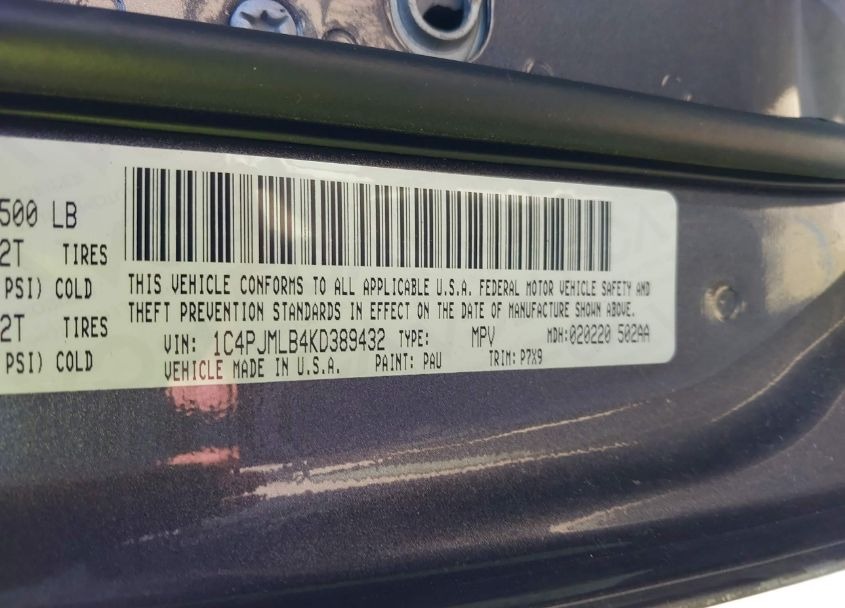 500 LB
2T TIRES
PSI) COLD
2T TIRES
PSI) COLD
THIS VEHICLE CONFORMS TO ALL APPLICABLE U.S.A. FEDERAL MOTOR VEHICLE SAFETY AND
THEFT PREVENTION STANDARDS IN EFFECT ON THE DATE OF MANUFACTURE SHOWN ABOVE.
VIN: 1C4PJMLB4KD389432 TYPE: MPV MDH:020220 502AA
VEHICLE MADE IN U.S.A. PAINT: PAU TRIM: P7X9